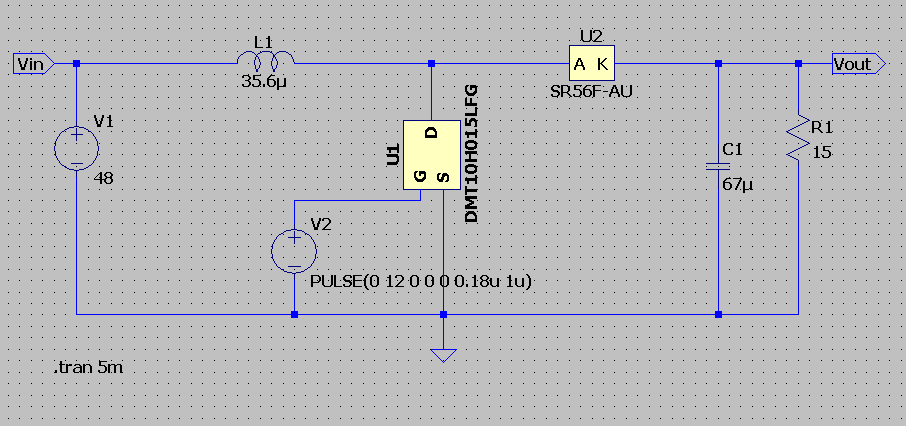 Vin
L1
35.6µ
U2
A K
SR56F-AU
Vout
V1
48
U1
D
G S
DMT10H015LFG
V2
PULSE(0 12 0 0 0 0.18u 1u)
C1
67µ
R1
15
.tran 5m